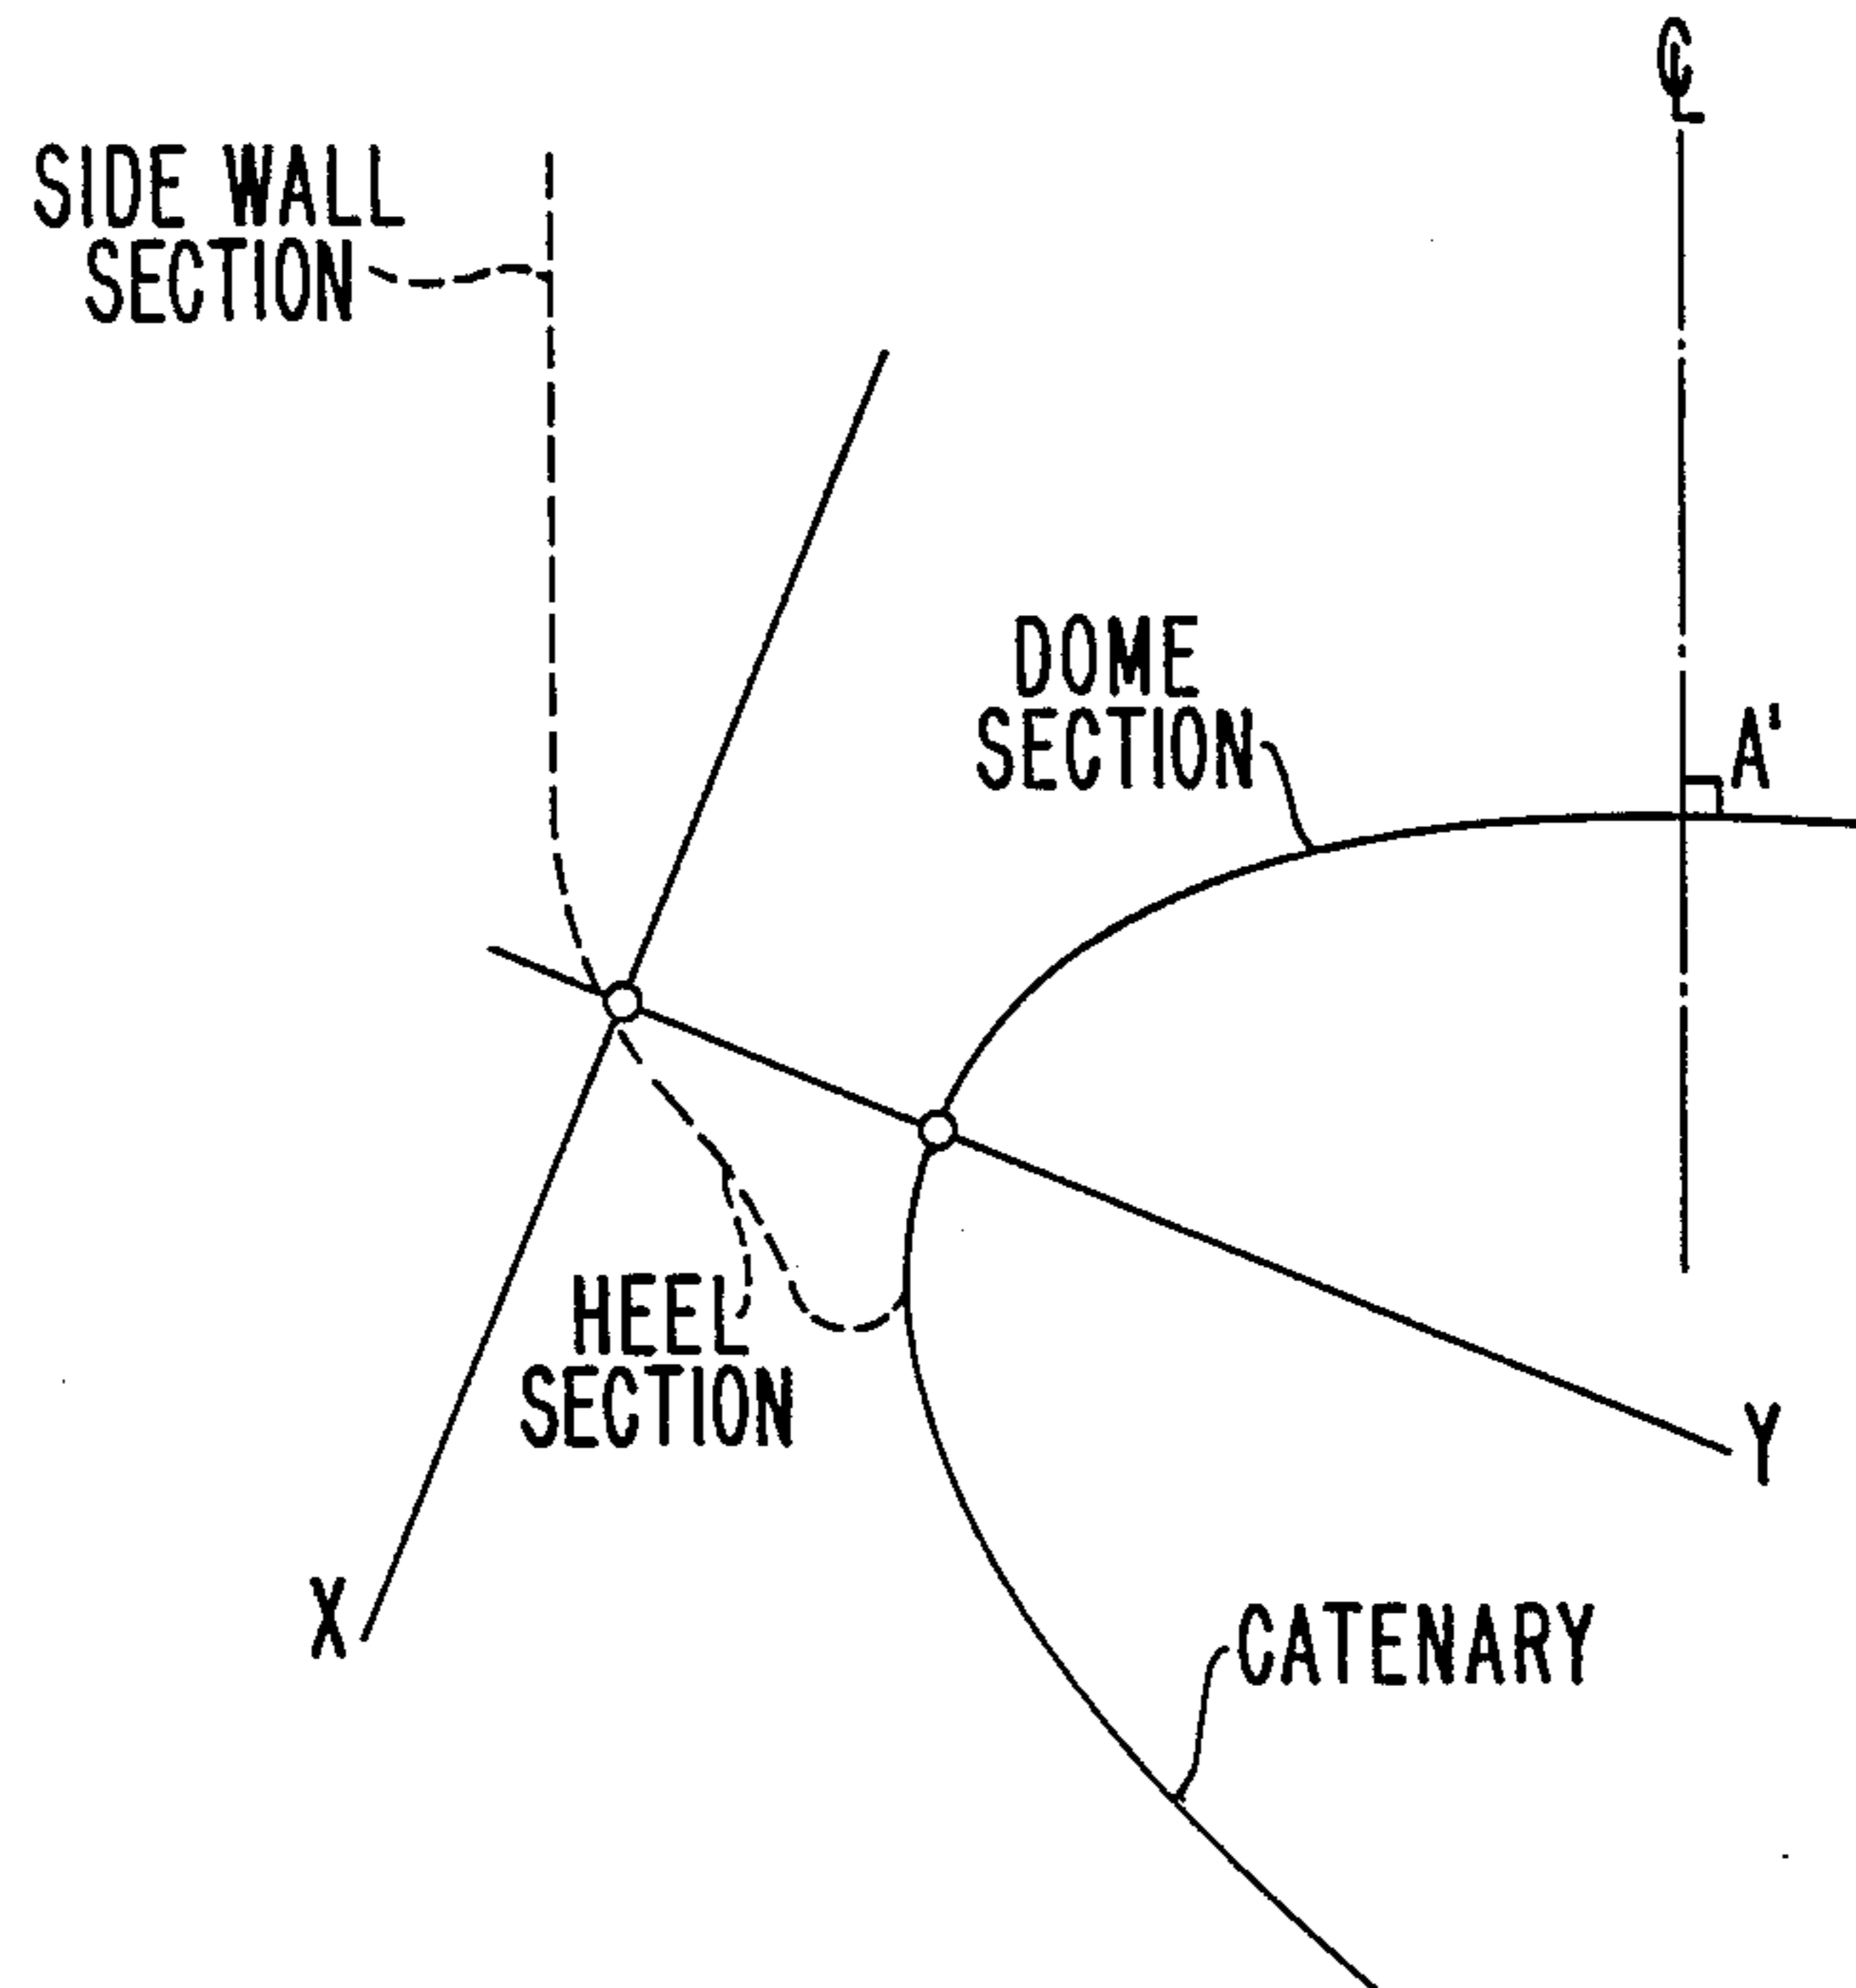 ℄
SIDE WALL
SECTION
DOME
SECTION
A'
HEEL
SECTION
Y
X
CATENARY